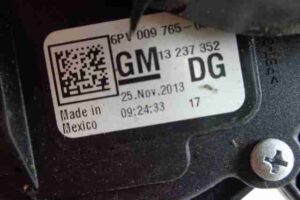 6PV 009 765-
GM 13 237 352
DG
25.Nov.2013
Made in
Mexico
09:24:33
17